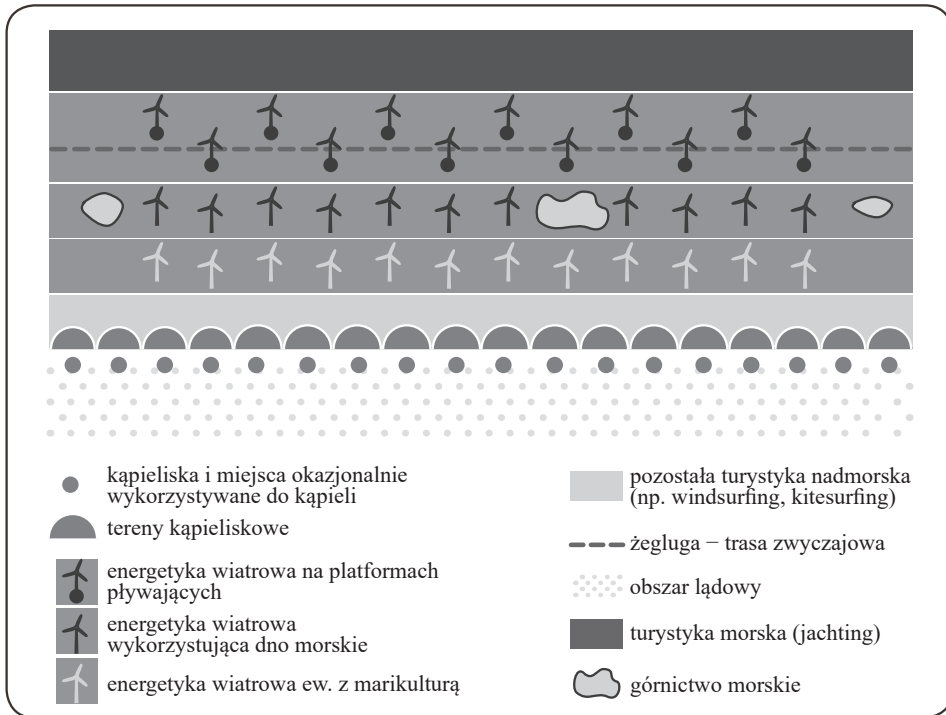 kąpieliska i miejsca okazjonalnie
wykorzystywane do kąpieli
tereny kąpieliskowe
energetyka wiatrowa na platformach
pływających
energetyka wiatrowa
wykorzystująca dno morskie
energetyka wiatrowa ew. z marikulturą
pozostała turystyka nadmorska
(np. windsurfing, kitesurfing)
żegluga – trasa zwyczajowa
obszar lądowy
turystyka morska (jachting)
górnictwo morskie